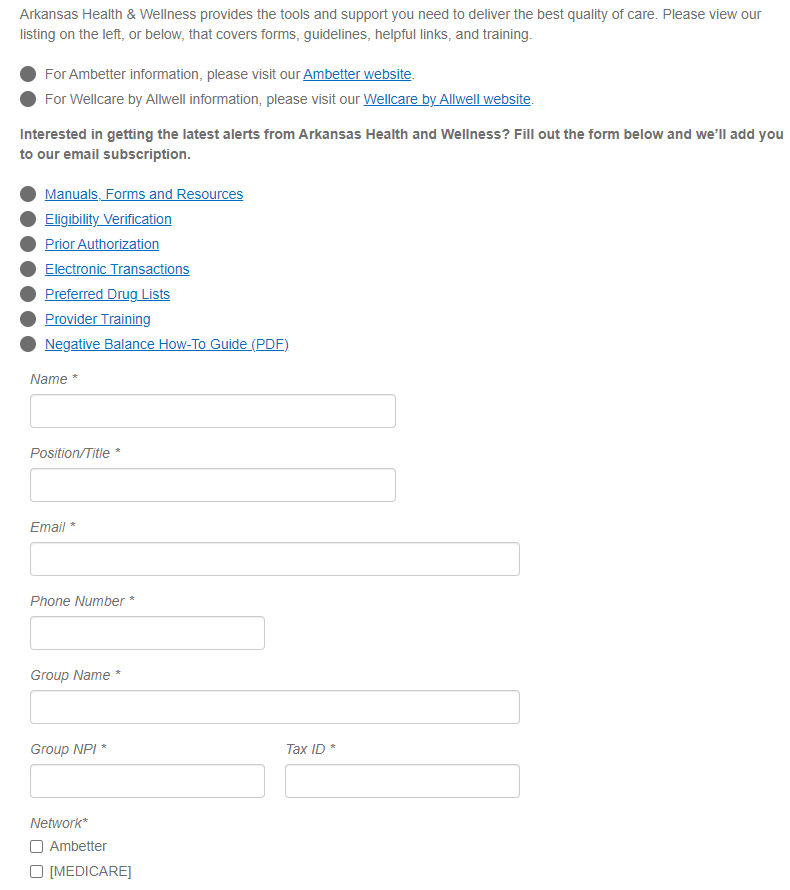 Arkansas Health & Wellness provides the tools and support you need to deliver the best quality of care. Please view our
listing on the left, or below, that covers forms, guidelines, helpful links, and training.
For Ambetter information, please visit our Ambetter website.
For Wellcare by Allwell information, please visit our Wellcare by Allwell website.
Interested in getting the latest alerts from Arkansas Health and Wellness? Fill out the form below and we’ll add you
to our email subscription.
Manuals, Forms and Resources
Eligibility Verification
Prior Authorization
Electronic Transactions
Preferred Drug Lists
Provider Training
Negative Balance How-To Guide (PDF)
Name *
Position/Title *
Email *
Phone Number *
Group Name *
Group NPI * Tax ID *
Network*
Ambetter
[MEDICARE]